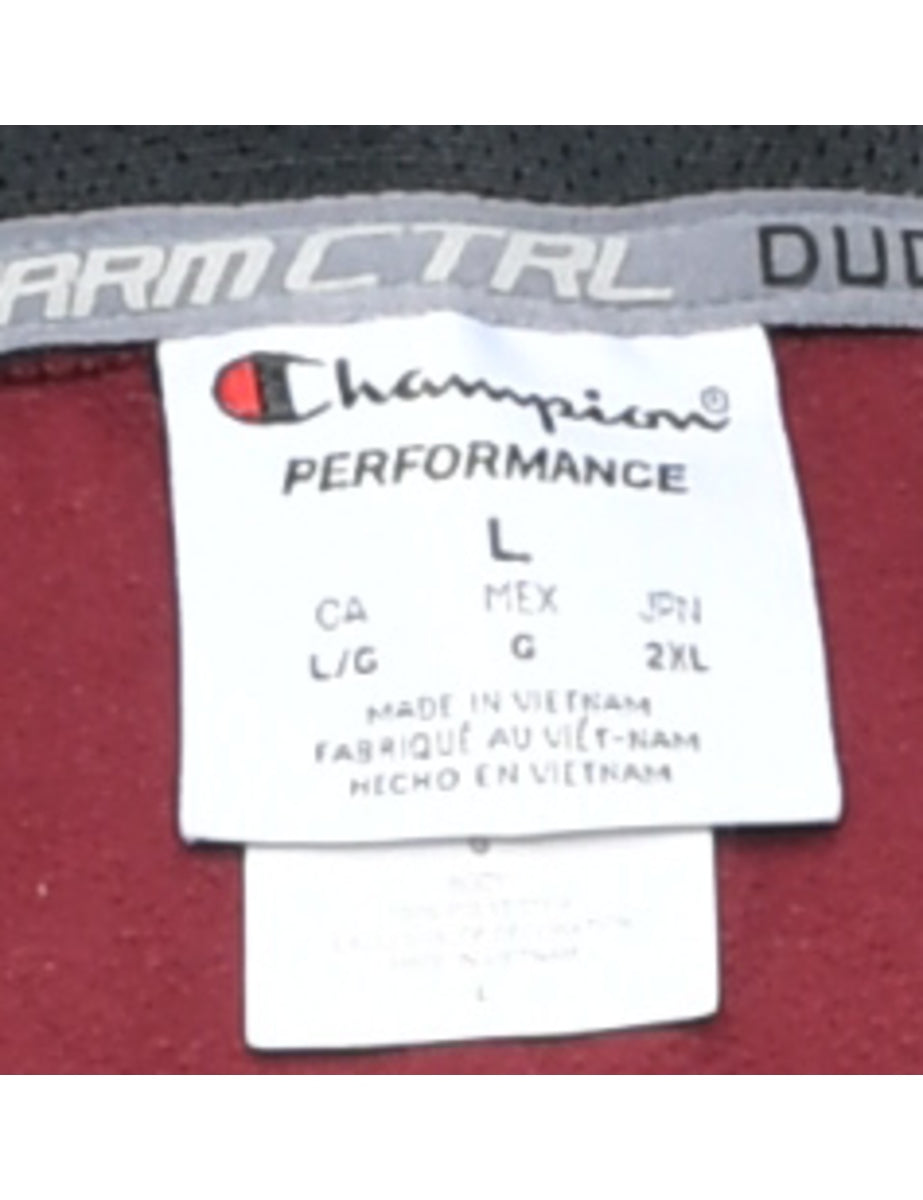 ARM CTRL DUD
Champion®
PERFORMANCE
L
CA MEX JPN
L/G G 2XL
MADE IN VIETNAM
FABRIQUÉ AU VIÊT-NAM
HECHO EN VIETNAM
L